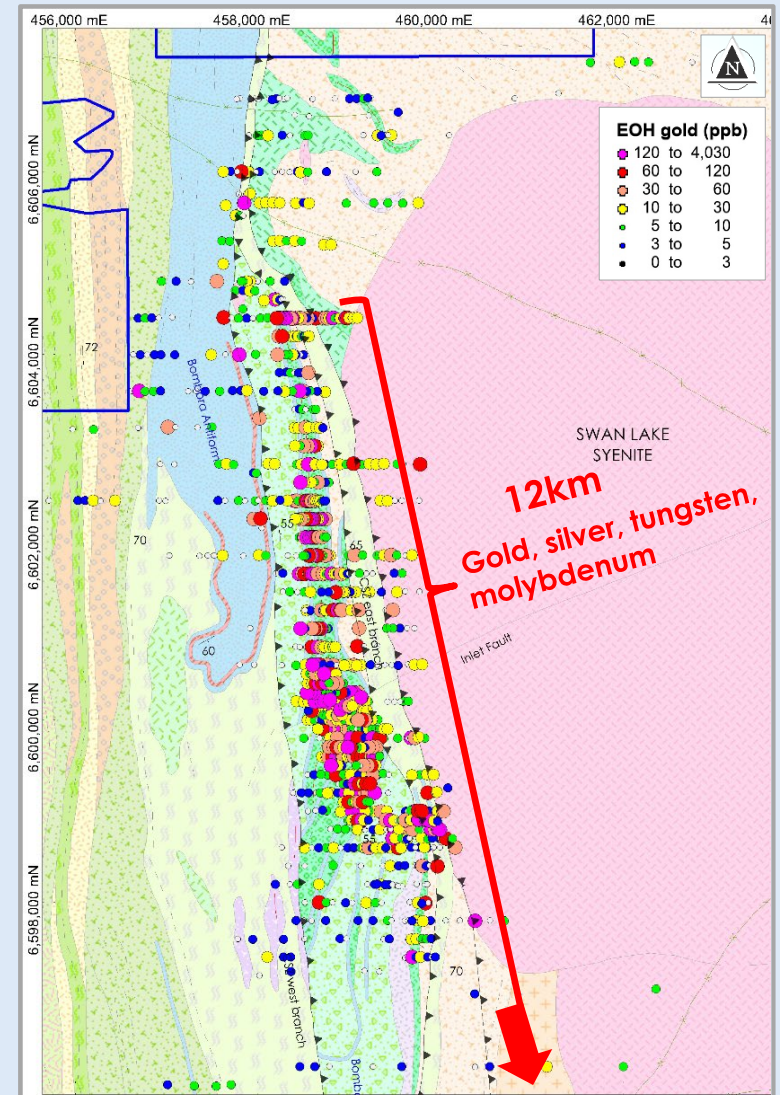 456,000 mE
458,000 mE
460,000 mE
462,000 mE
N
EOH gold (ppb)
120 to 4,030
60 to 120
30 to 60
10 to 30
5 to 10
3 to 5
0 to 3
6,606,000 mN
6,604,000 mN
72
Bombora Antiform
SWAN LAKE
SYENITE
12km
Gold, silver, tungsten,
molybdenum
6,602,000 mN
55
65
70
east branch
60
Inlet Fault
6,600,000 mN
55
6,598,000 mN
70
west branch